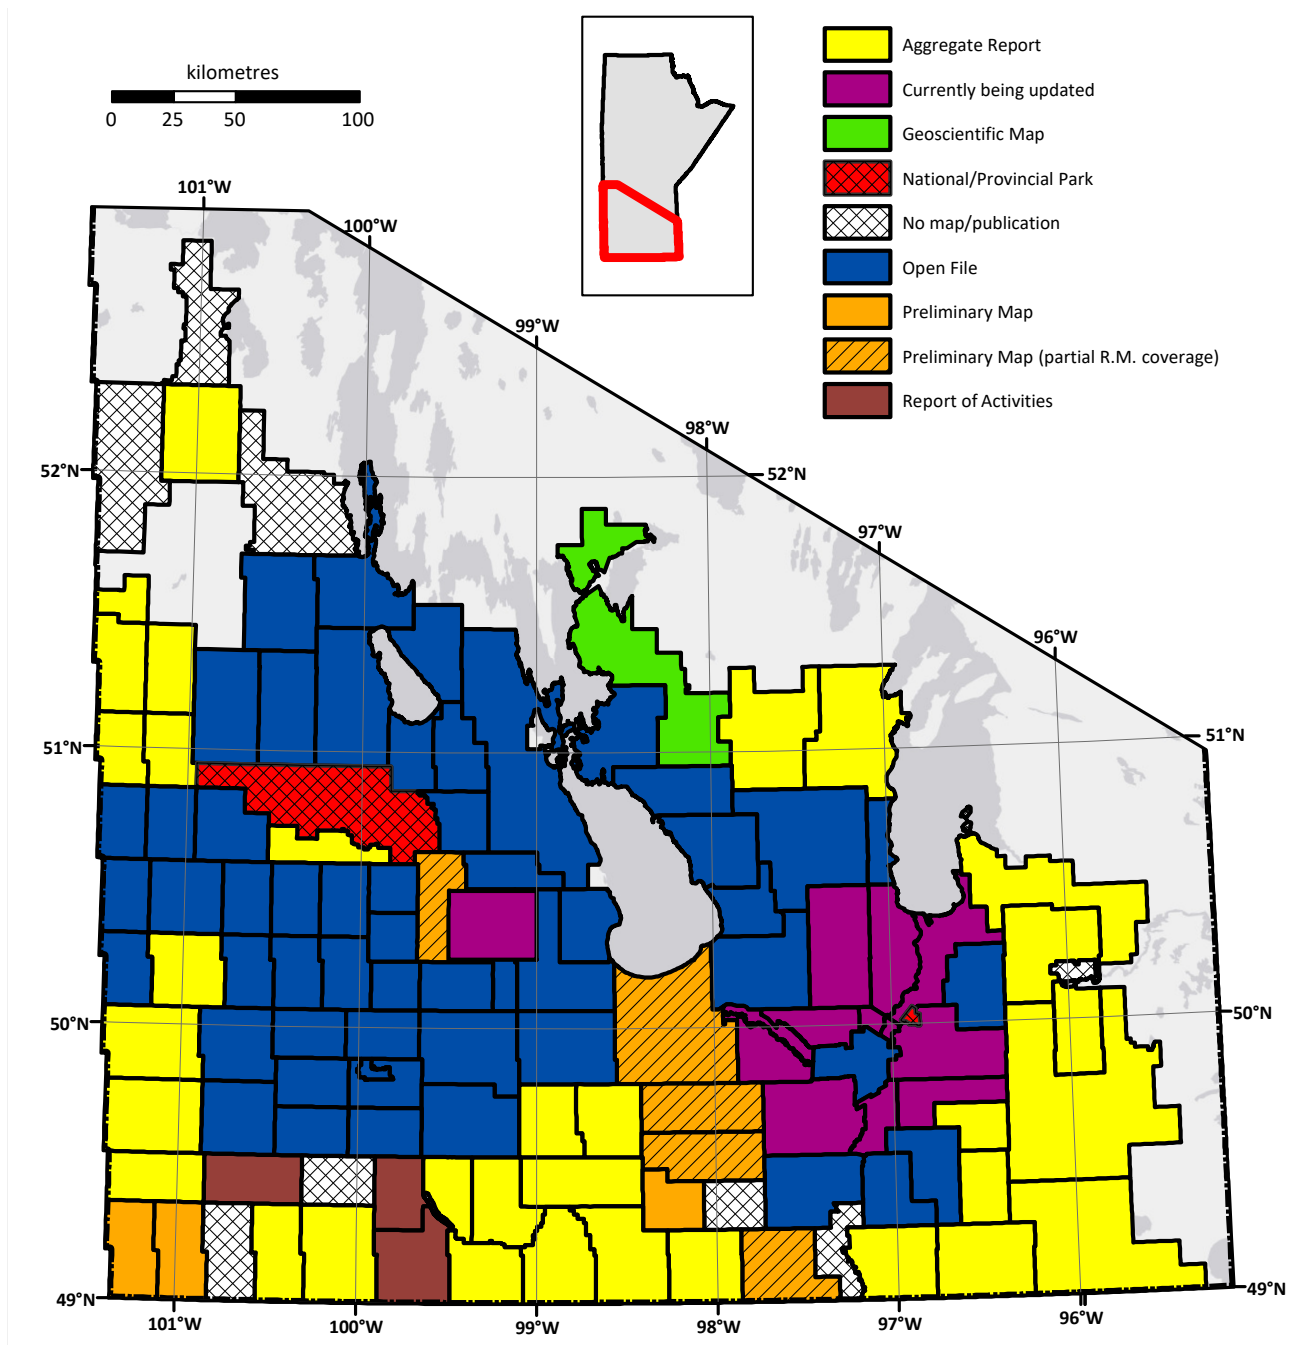 kilometres
0 25 50 100
Aggregate Report
Currently being updated
Geoscientific Map
National/Provincial Park
No map/publication
Open File
Preliminary Map
Preliminary Map (partial R.M. coverage)
Report of Activities
101°W
100°W
99°W
98°W
52°N
52°N
97°W
96°W
51°N
51°N
50°N
50°N
49°N
49°N
101°W
100°W
99°W
98°W
97°W
96°W